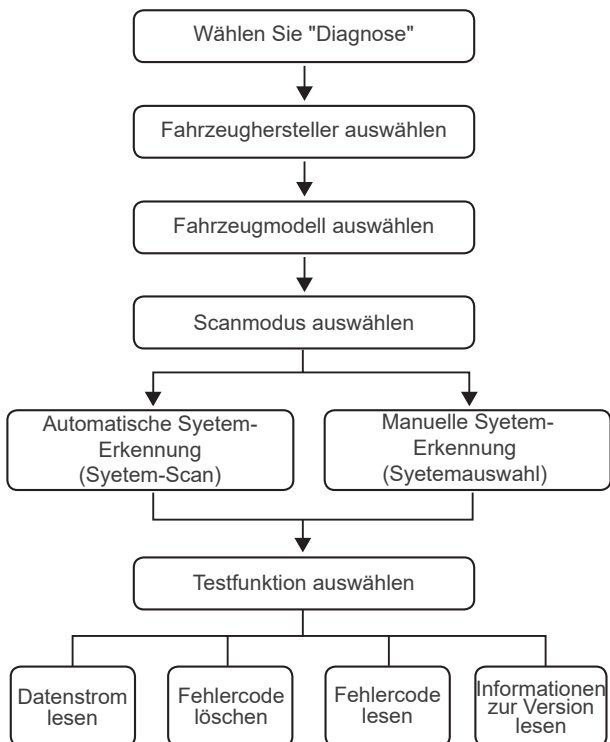 Wählen Sie "Diagnose"
Fahrzeughersteller auswählen
Fahrzeugmodell auswählen
Scanmodus auswählen
Automatische Syetem-
Erkennung
(Syetem-Scan)
Manuelle Syetem-
Erkennung
(Syetemauswahl)
Testfunktion auswählen
Datenstrom
lesen
Fehlercode
löschen
Fehlercode
lesen
Informationen
zur Version
lesen